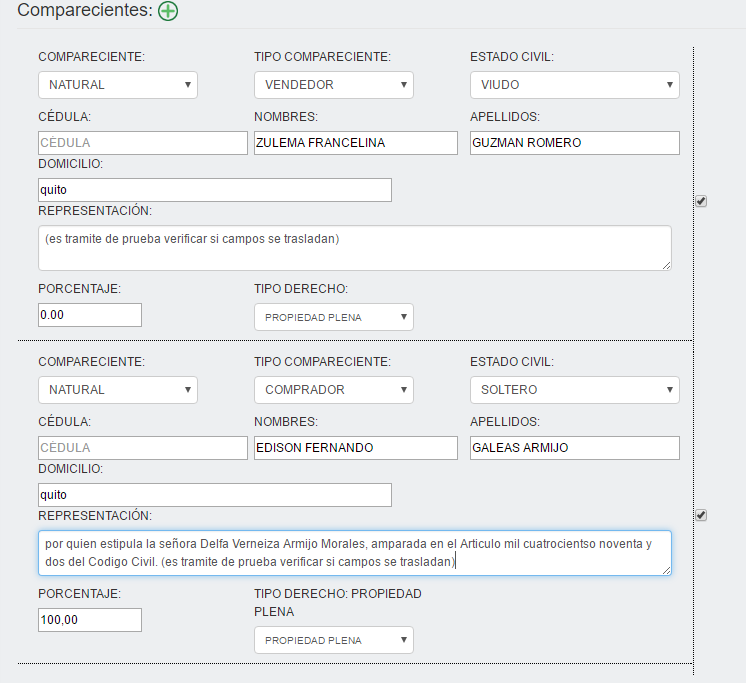 Comparecientes:
COMPARECIENTE: TIPO COMPARECIENTE: ESTADO CIVIL:
NATURAL VENDEDOR VIUDO
CÉDULA: NOMBRES: APELLIDOS:
CÉDULA ZULEMA FRANCELINA GUZMAN ROMERO
DOMICILIO:
quito
REPRESENTACIÓN:
(es tramite de prueba verificar si campos se trasladan)
PORCENTAJE: TIPO DERECHO:
0.00 PROPIEDAD PLENA
COMPARECIENTE: TIPO COMPARECIENTE: ESTADO CIVIL:
NATURAL COMPRADOR SOLTERO
CÉDULA: NOMBRES: APELLIDOS:
CÉDULA EDISON FERNANDO GALEAS ARMIJO
DOMICILIO:
quito
REPRESENTACIÓN:
por quien estipula la señora Delfa Verneiza Armijo Morales, amparada en el Articulo mil cuatrocientso noventa y
dos del Codigo Civil. (es tramite de prueba verificar si campos se trasladan)
PORCENTAJE: TIPO DERECHO: PROPIEDAD
PLENA
100,00
PROPIEDAD PLENA